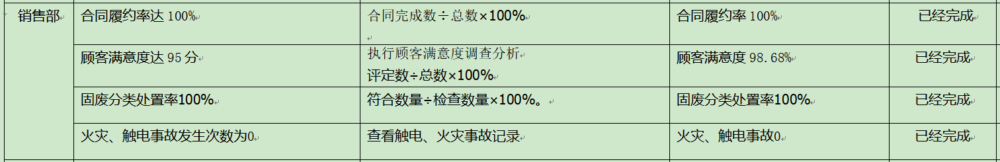 销售部 合同履约率达 100% 合同完成数÷总数×100% 合同履约率 100% 已经完成
顾客满意度达 95 分 执行顾客满意度调查分析 顾客满意度 98.68% 已经完成
评定数÷总数×100%
固废分类处置率100% 符合数量÷检查数量×100%。 固废分类处置率100% 已经完成
火灾、触电事故发生次数为0 查看触电、火灾事故记录 火灾、触电事故0 已经完成